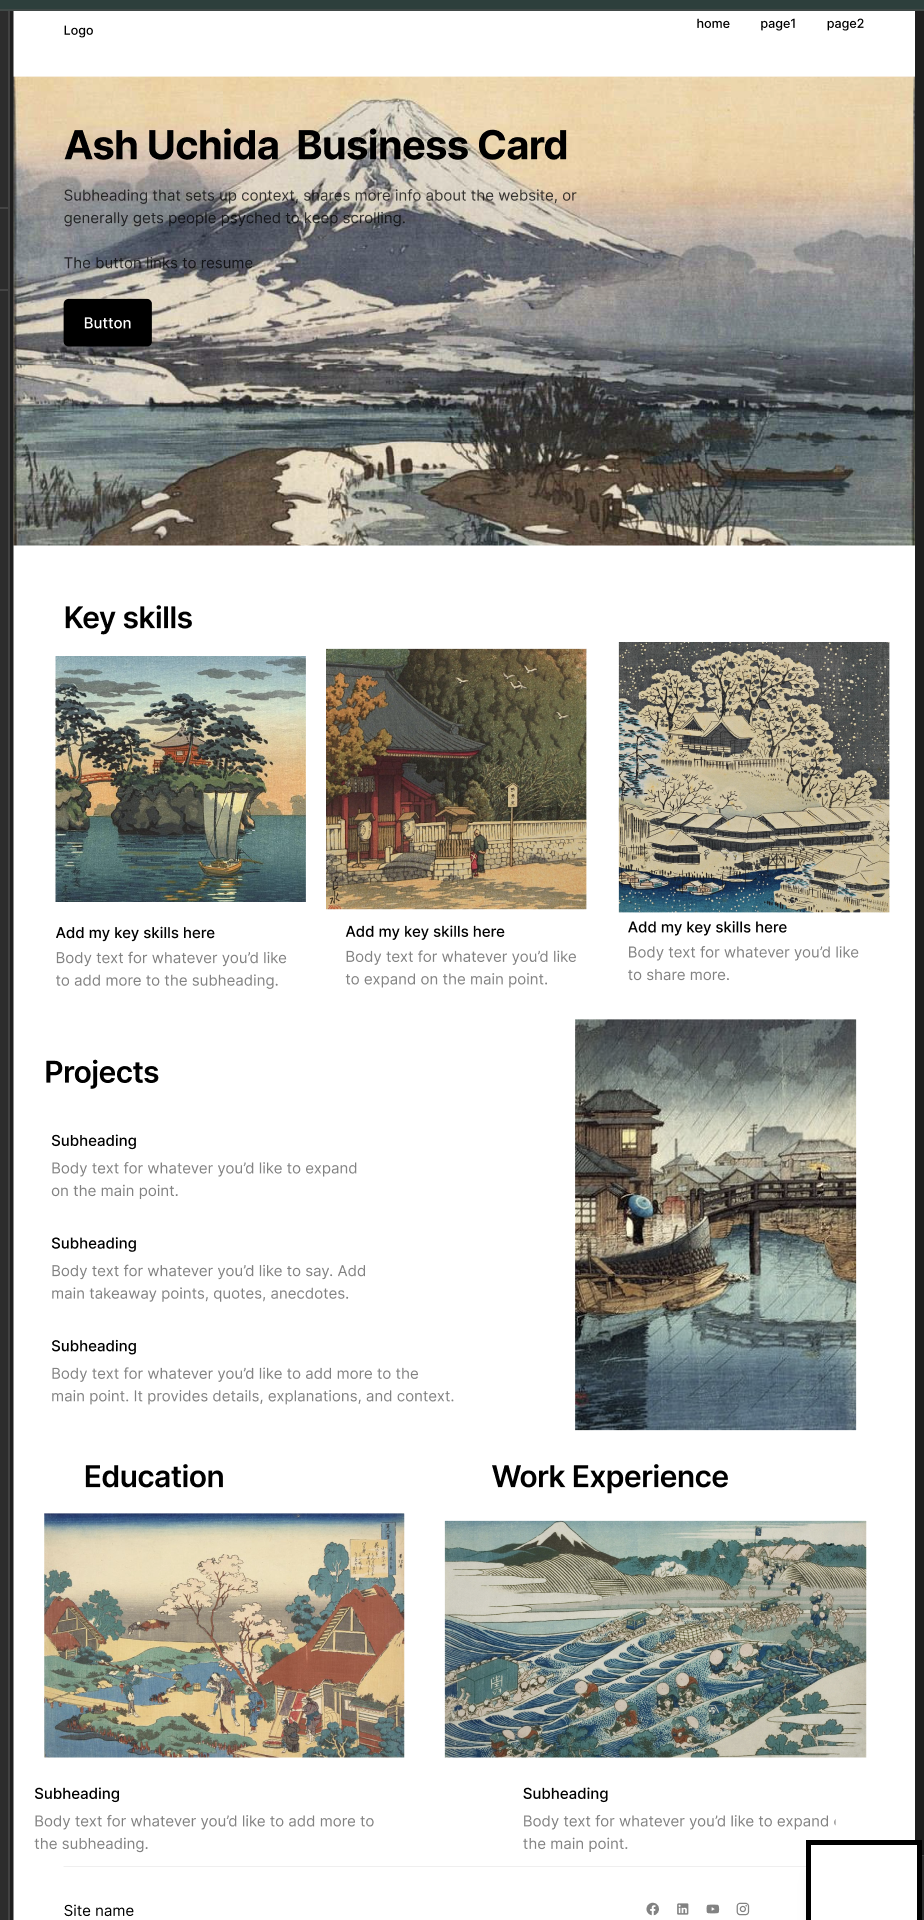 Logo
home page1 page2
Ash Uchida Business Card
Subheading that sets up context, shares more info about the website, or
generally gets people psyched to keep scrolling.
The button links to resume
Button
Key skills
Add my key skills here
Body text for whatever you’d like
to add more to the subheading.
Add my key skills here
Body text for whatever you’d like
to expand on the main point.
Add my key skills here
Body text for whatever you’d like
to share more.
Projects
Subheading
Body text for whatever you’d like to expand
on the main point.
Subheading
Body text for whatever you’d like to say. Add
main takeaway points, quotes, anecdotes.
Subheading
Body text for whatever you’d like to add more to the
main point. It provides details, explanations, and context.
Education
Work Experience
Subheading
Body text for whatever you’d like to add more to
the subheading.
Subheading
Body text for whatever you’d like to expand
the main point.
Site name